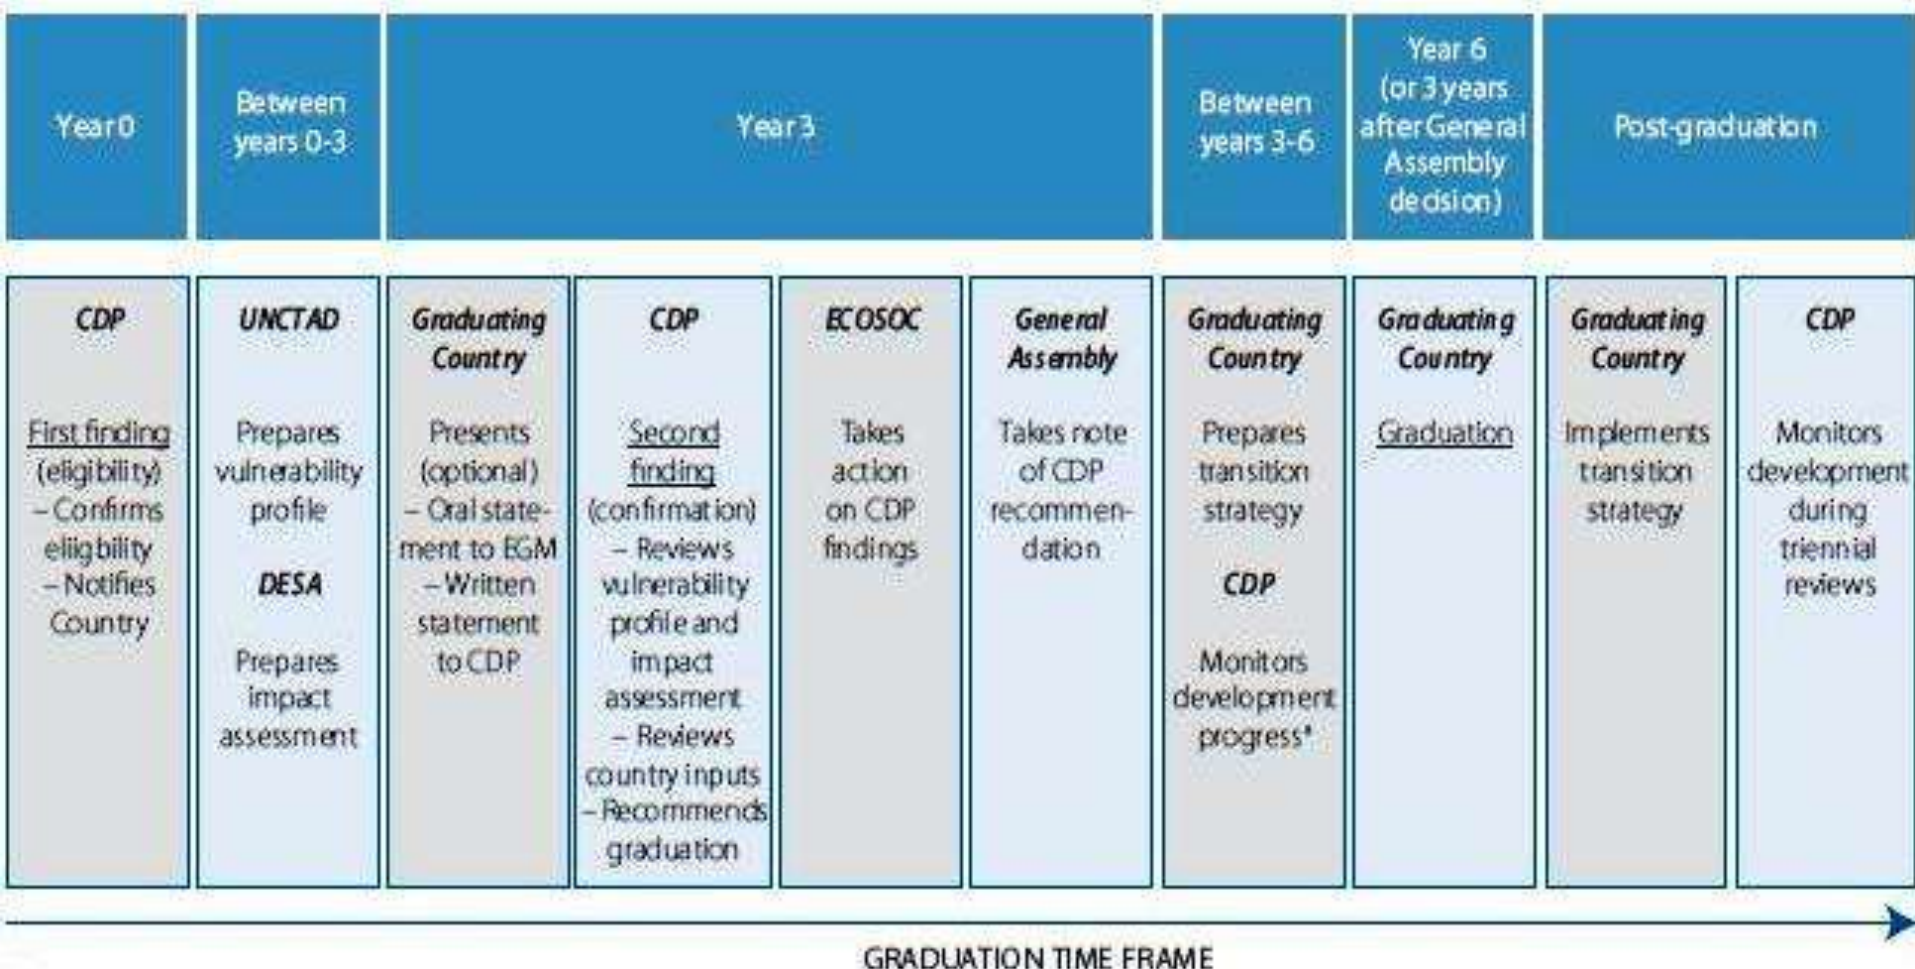 Year 0
Between
years 0-3
Year 3
Between
years 3-6
Year 6
(or 3 years
after General
Assembly
decision)
Post-graduation
CDP
First finding
(eligibility)
– Confirms
eliigbility
– Notifies
Country
UNCTAD
Prepares
vulnerability
profile
DESA
Prepares
impact
assessment
Graduating
Country
Presents
(optional)
– Oral state-
ment to EGM
– Written
statement
to CDP
CDP
Second
finding
(confirmation)
– Reviews
vulnerability
profile and
impact
assessment
– Reviews
country inputs
– Recommends
graduation
ECOSOC
Takes
action
on CDP
findings
General
Assembly
Takes note
of CDP
recommen-
dation
Graduating
Country
Prepares
transition
strategy
CDP
Monitors
development
progress*
Graduating
Country
Graduation
Graduating
Country
Implements
transition
strategy
CDP
Monitors
development
during
triennial
reviews
GRADUATION TIME FRAME